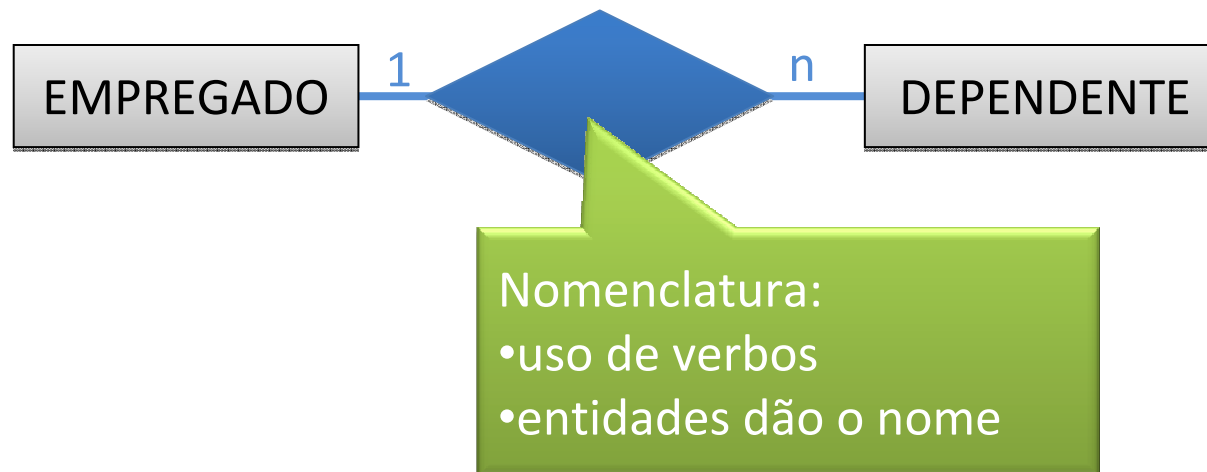 EMPREGADO 1 n DEPENDENTE
Nomenclatura:
•uso de verbos
•entidades dão o nome